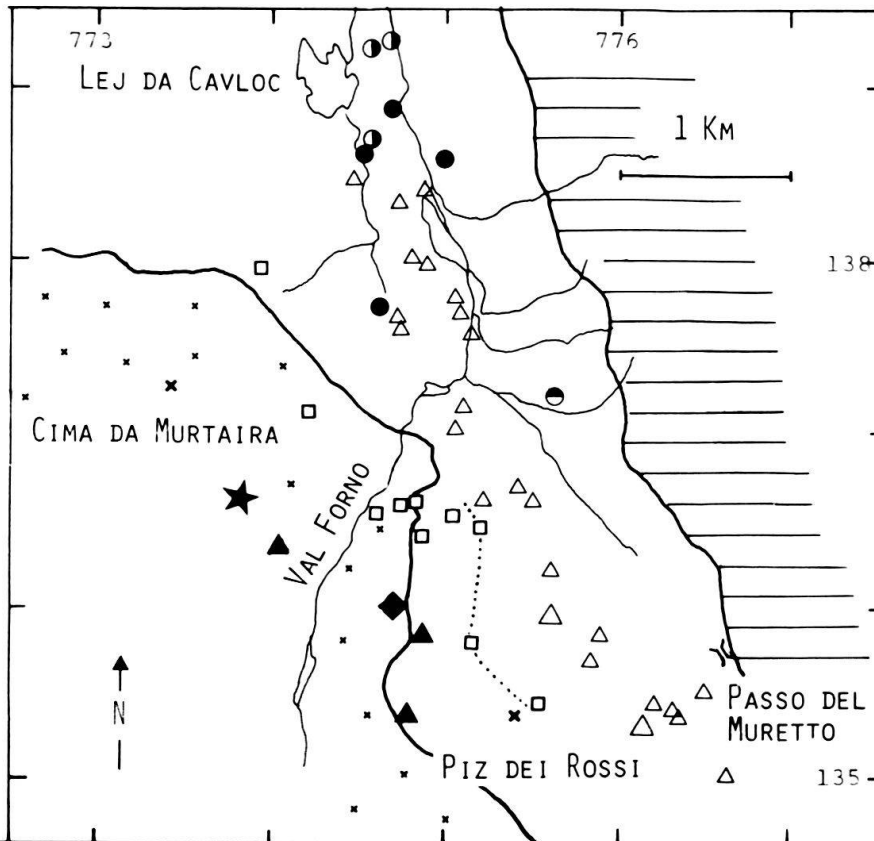 773
776
LEJ DA CAVLOC
1 KM
138
CIMA DA MURTAIRA
VAL FORNO
N
PASSO DEL
MURETTO
PIZ DEI ROSSI
135